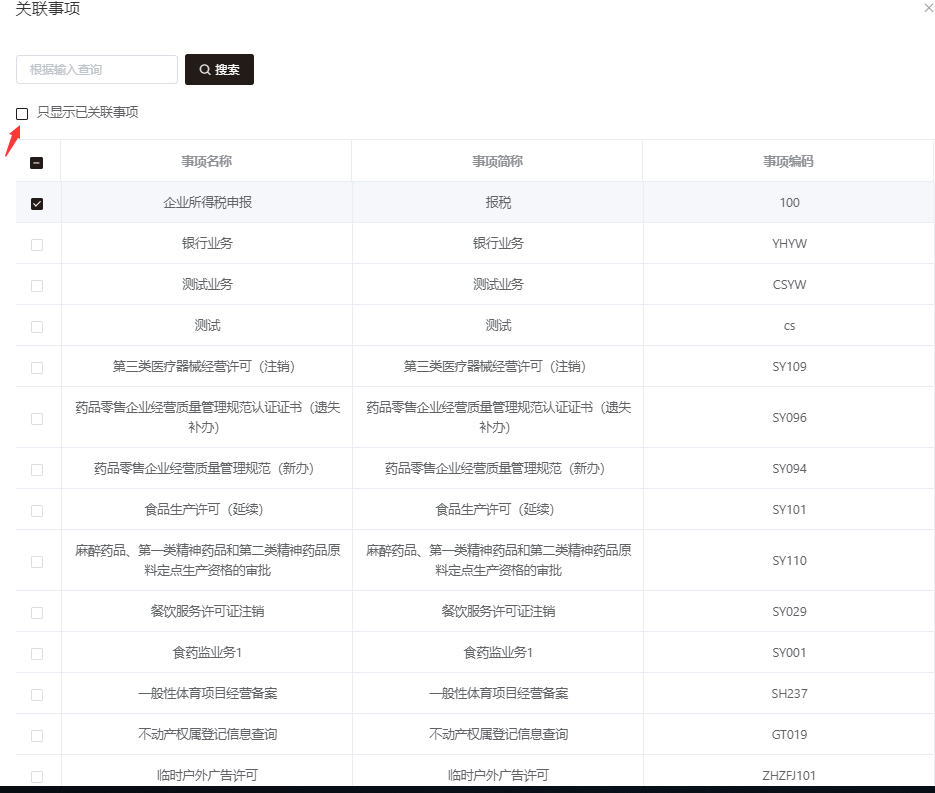 关联事项
根据输入查询
搜索
只显示已关联事项
事项名称 事项简称 事项编码
企业所得税申报 报税 100
银行业务 银行业务 YHYW
测试业务 测试业务 CSYW
测试 测试 cs
第三类医疗器械经营许可（注销） 第三类医疗器械经营许可（注销） SY109
药品零售企业经营质量管理规范认证证书（遗失 药品零售企业经营质量管理规范认证证书（遗失 SY096
补办） 补办）
药品零售企业经营质量管理规范（新办） 药品零售企业经营质量管理规范（新办） SY094
食品生产许可（延续） 食品生产许可（延续） SY101
麻醉药品、第一类精神药品和第二类精神药品原 麻醉药品、第一类精神药品和第二类精神药品原 SY110
料定点生产资格的审批 料定点生产资格的审批
餐饮服务许可证注销 餐饮服务许可证注销 SY029
食药监业务1 食药监业务1 SY001
一般性体育项目经营备案 一般性体育项目经营备案 SH237
不动产权属登记信息查询 不动产权属登记信息查询 GT019
临时户外广告许可 临时户外广告许可 ZHZFJ101